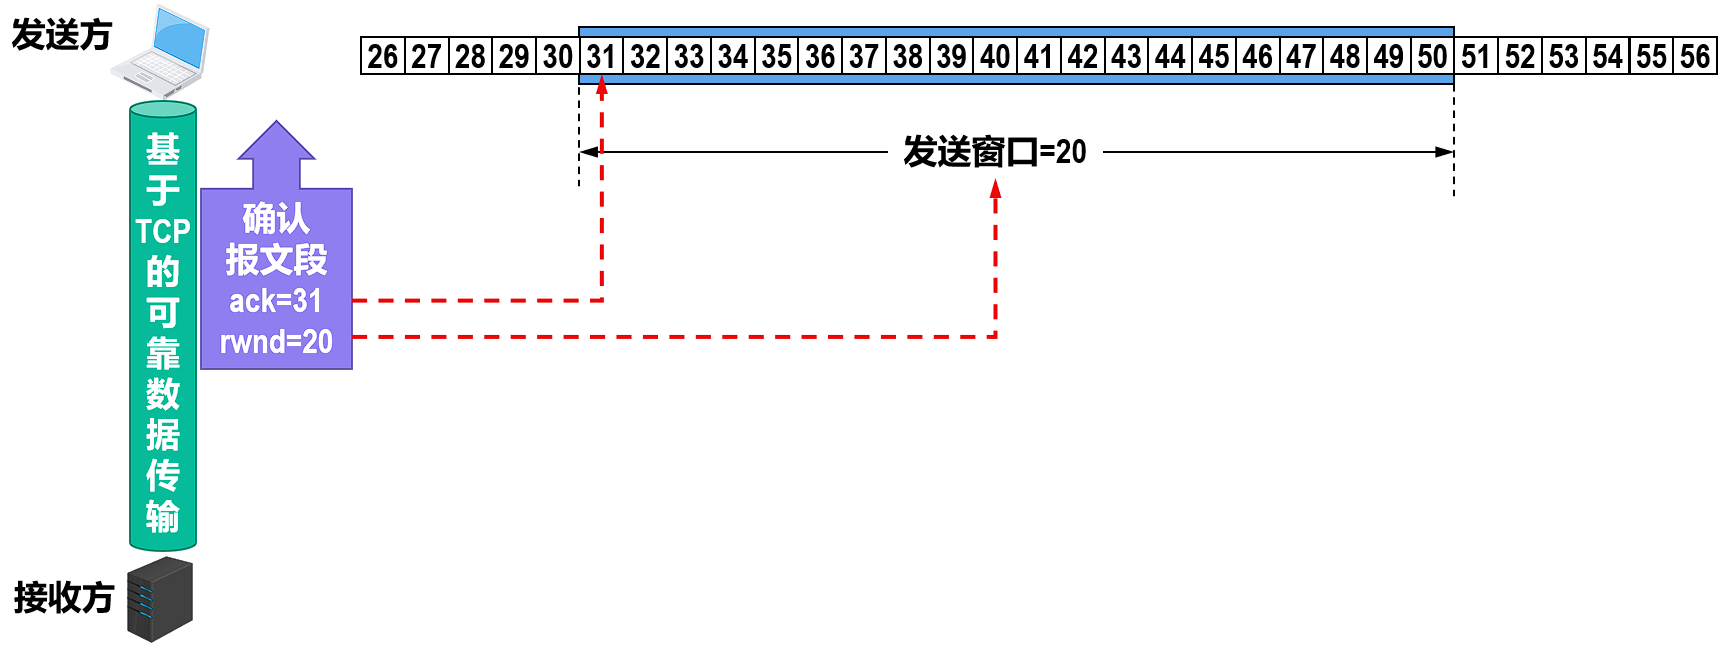 发送方
26 27 28 29 30 31 32 33 34 35 36 37 38 39 40 41 42 43 44 45 46 47 48 49 50 51 52 53 54 55 56
发送窗口=20
基
于
TCP
的
可
靠
数
据
传
输
确认
报文段
ack=31
rwnd=20
接收方